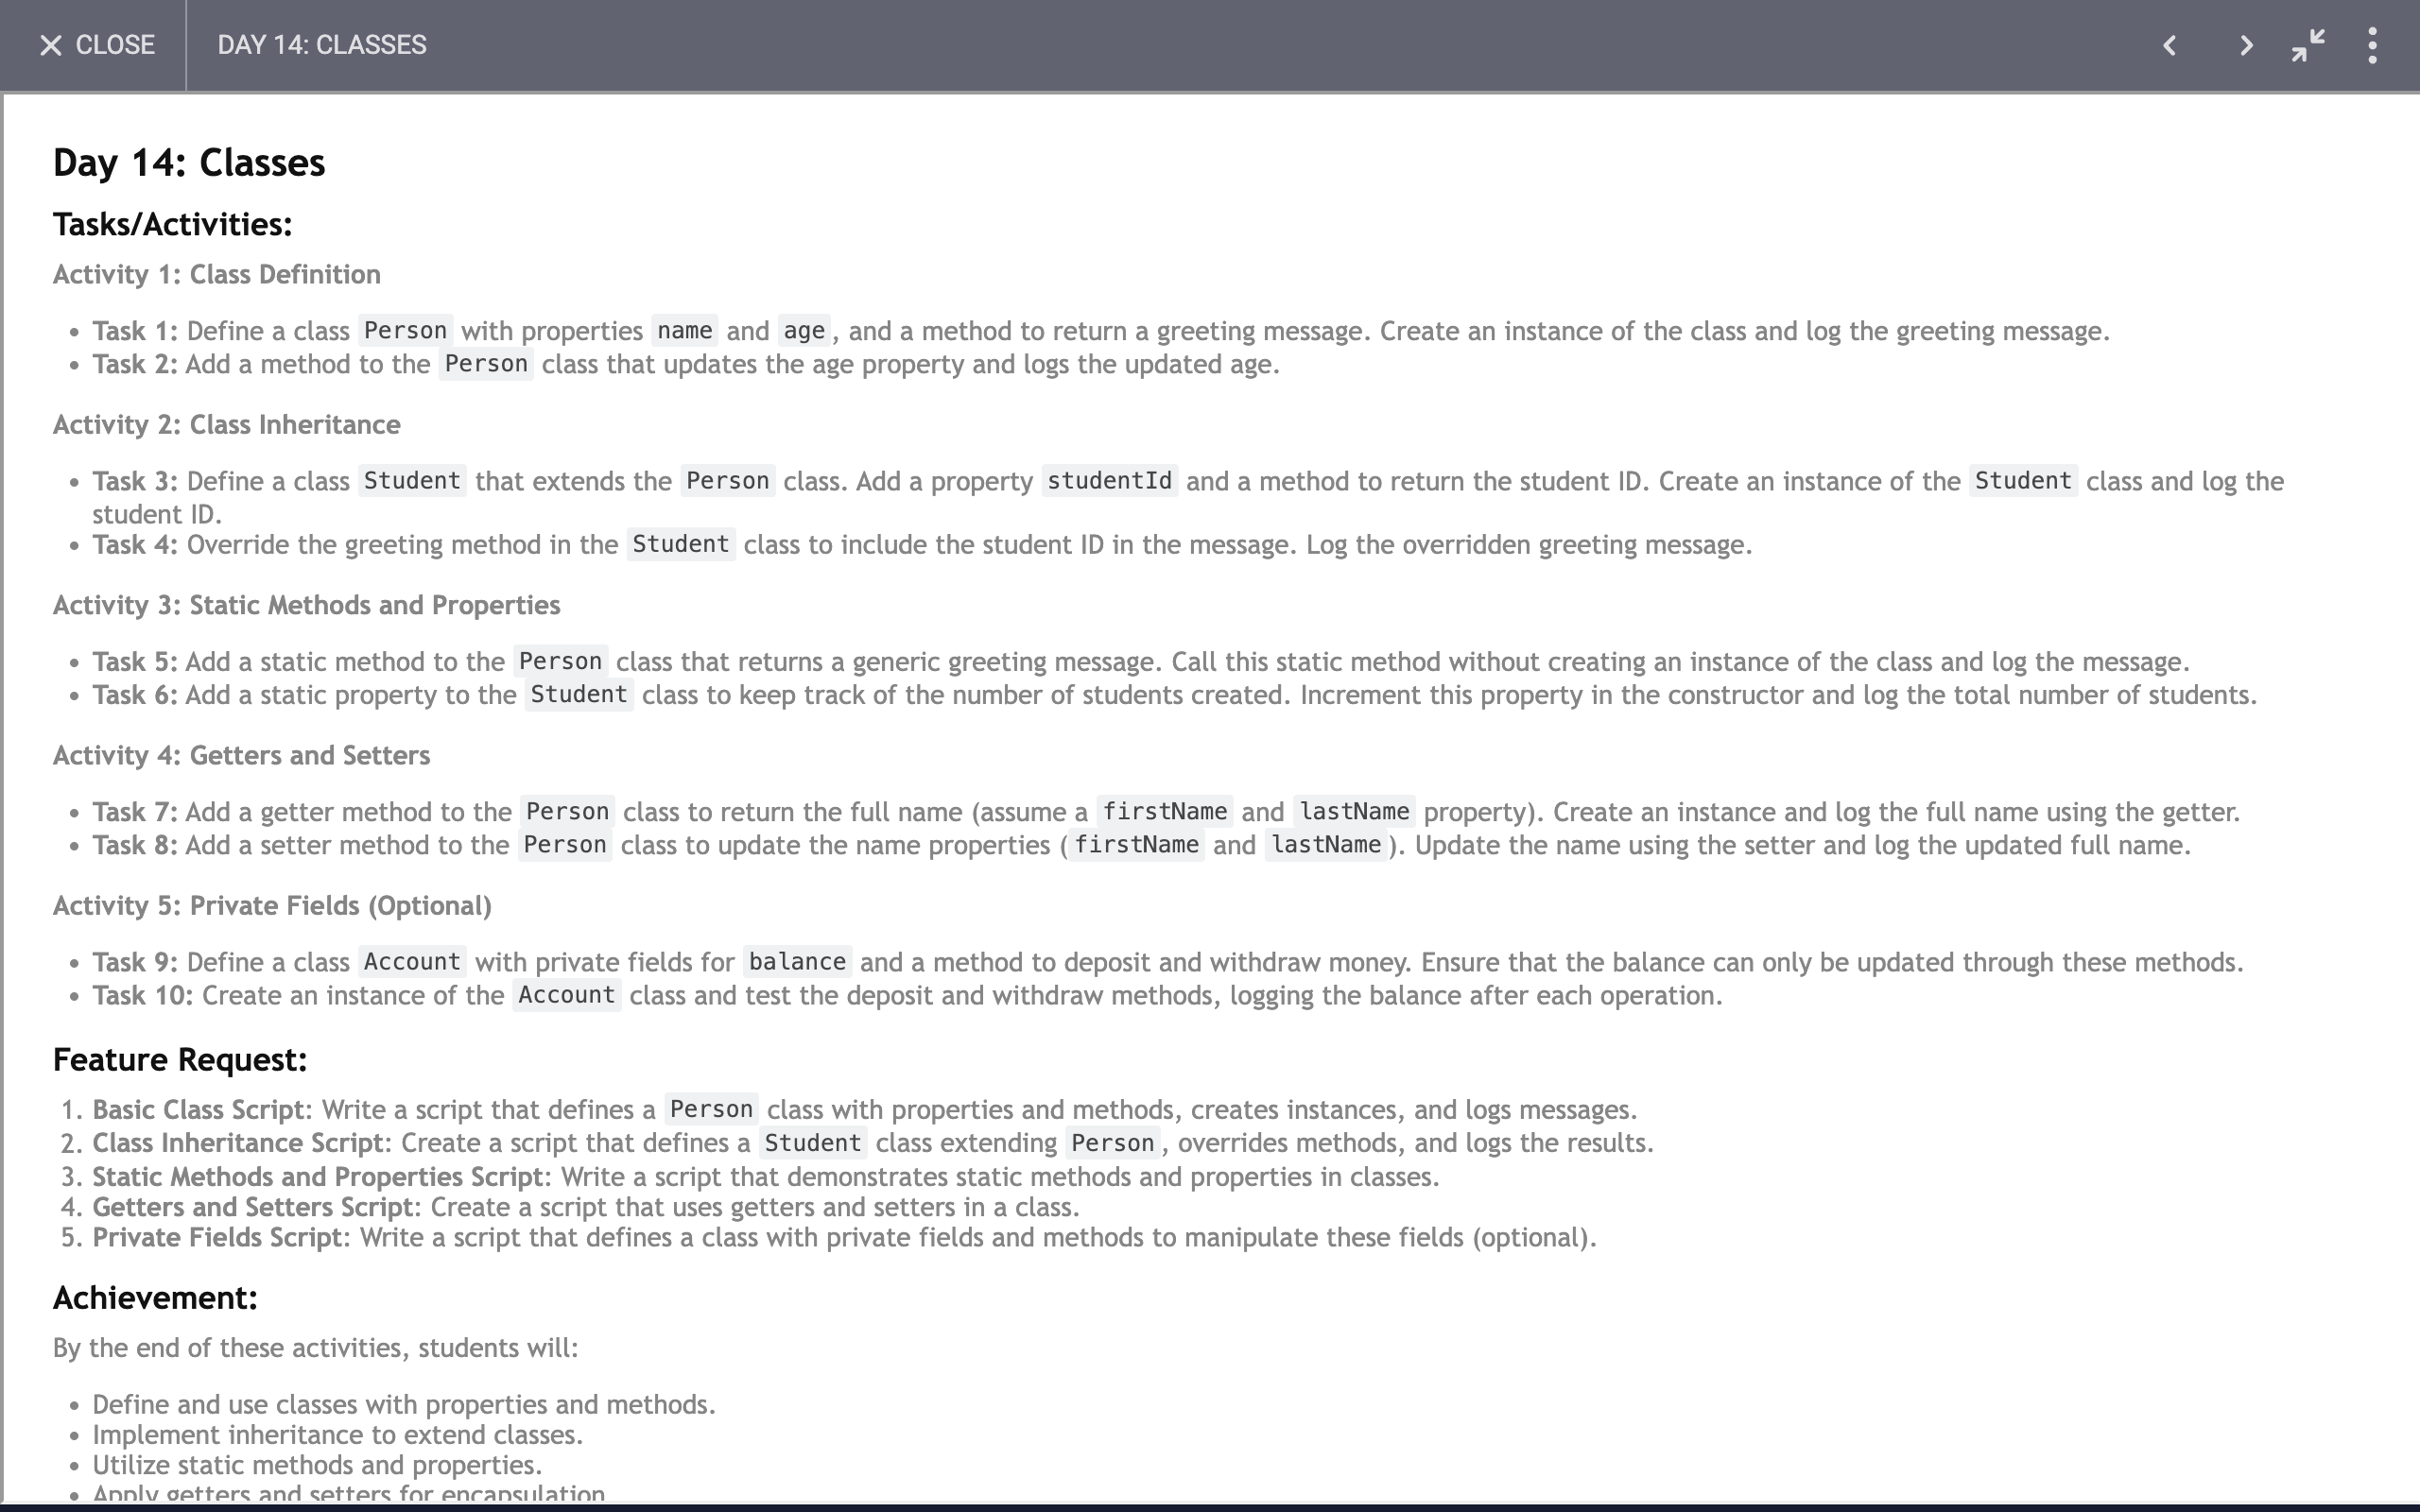 CLOSE
DAY 14: CLASSES
Day 14: Classes
Tasks/Activities:
Activity 1: Class Definition
• Task 1: Define a class Person with properties name and age, and a method to return a greeting message. Create an instance of the class and log the greeting message.
• Task 2: Add a method to the Person class that updates the age property and logs the updated age.
Activity 2: Class Inheritance
• Task 3: Define a class Student that extends the Person class. Add a property studentId and a method to return the student ID. Create an instance of the Student class and log the
student ID.
• Task 4: Override the greeting method in the Student class to include the student ID in the message. Log the overridden greeting message.
Activity 3: Static Methods and Properties
• Task 5: Add a static method to the Person class that returns a generic greeting message. Call this static method without creating an instance of the class and log the message.
• Task 6: Add a static property to the Student class to keep track of the number of students created. Increment this property in the constructor and log the total number of students.
Activity 4: Getters and Setters
• Task 7: Add a getter method to the Person class to return the full name (assume a firstName and lastName property). Create an instance and log the full name using the getter.
• Task 8: Add a setter method to the Person class to update the name properties (firstName and lastName). Update the name using the setter and log the updated full name.
Activity 5: Private Fields (Optional)
• Task 9: Define a class Account with private fields for balance and a method to deposit and withdraw money. Ensure that the balance can only be updated through these methods.
• Task 10: Create an instance of the Account class and test the deposit and withdraw methods, logging the balance after each operation.
Feature Request:
1. Basic Class Script: Write a script that defines a Person class with properties and methods, creates instances, and logs messages.
2. Class Inheritance Script: Create a script that defines a Student class extending Person, overrides methods, and logs the results.
3. Static Methods and Properties Script: Write a script that demonstrates static methods and properties in classes.
4. Getters and Setters Script: Create a script that uses getters and setters in a class.
5. Private Fields Script: Write a script that defines a class with private fields and methods to manipulate these fields (optional).
Achievement:
By the end of these activities, students will:
• Define and use classes with properties and methods.
• Implement inheritance to extend classes.
• Utilize static methods and properties.
• Apply getters and setters for encapsulation